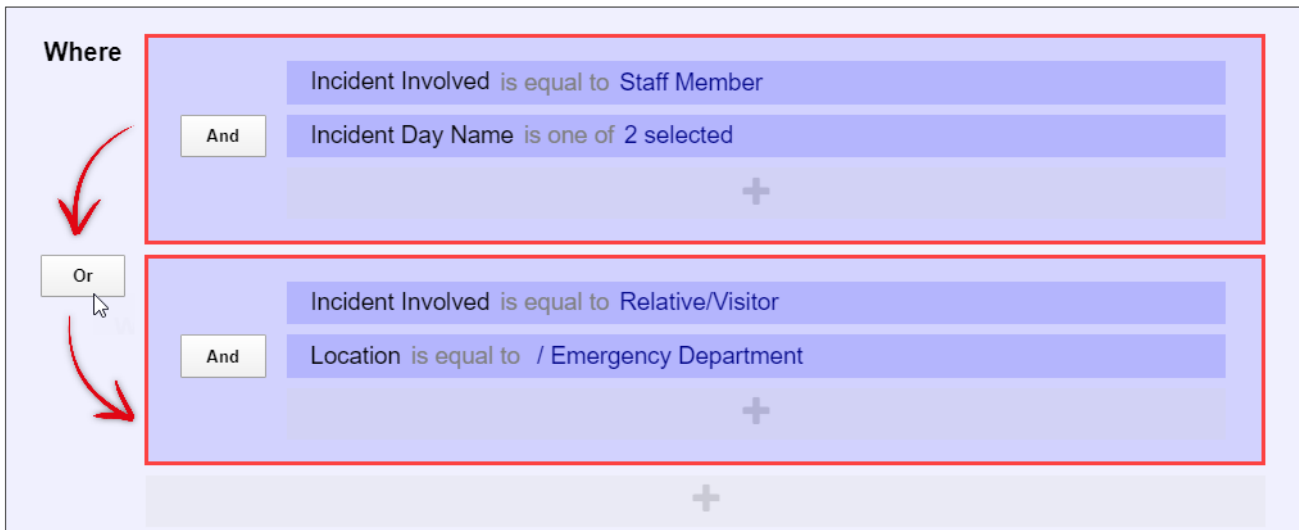 Where
Incident Involved is equal to Staff Member
And
Incident Day Name is one of 2 selected
Or
Incident Involved is equal to Relative/Visitor
And
Location is equal to / Emergency Department